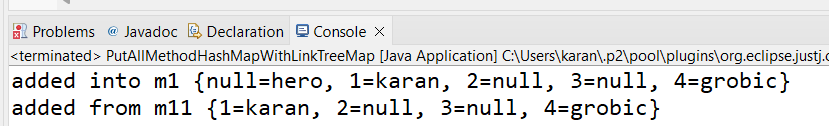 Problems @ Javadoc Declaration Console
<terminated> PutAllMethodHashMapWithLinkTreeMap [Java Application] C:\Users\karan\.p2\pool\plugins\org.eclipse.justj.o
added into m1 {null=hero, 1=karan, 2=null, 3=null, 4=grobic}
added from m11 {1=karan, 2=null, 3=null, 4=grobic}